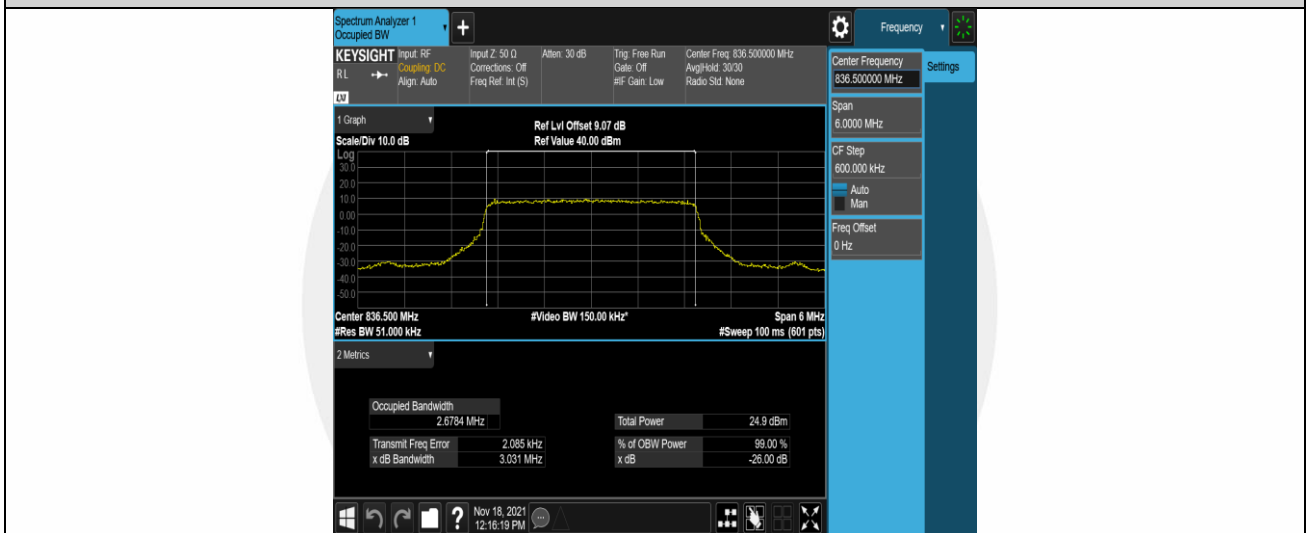 Spectrum Analyzer 1
Occupied BW
+
Frequency
KEYSIGHT
RL
LXI
Input: RF
Coupling: DC
Align: Auto
Input Z: 50 Ω
Corrections: Off
Freq Ref: Int (S)
Atten: 30 dB
Trig: Free Run
Gate: Off
#IF Gain: Low
Center Freq: 836.500000 MHz
Avg|Hold: 30/30
Radio Std: None
Center Frequency
836.500000 MHz
Settings
Span
6.0000 MHz
CF Step
600.000 kHz
Auto
Man
Freq Offset
0 Hz
1 Graph
Scale/Div 10.0 dB
Ref Lvl Offset 9.07 dB
Ref Value 40.00 dBm
Log
30.0
20.0
10.0
0.00
-10.0
-20.0
-30.0
-40.0
-50.0
Center 836.500 MHz
#Video BW 150.00 kHz*
Span 6 MHz
#Res BW 51.000 kHz
#Sweep 100 ms (601 pts)
2 Metrics
Occupied Bandwidth
2.6784 MHz
Total Power 24.9 dBm
Transmit Freq Error 2.085 kHz
% of OBW Power 99.00 %
x dB Bandwidth 3.031 MHz
x dB -26.00 dB
?
Nov 18, 2021
12:16:19 PM